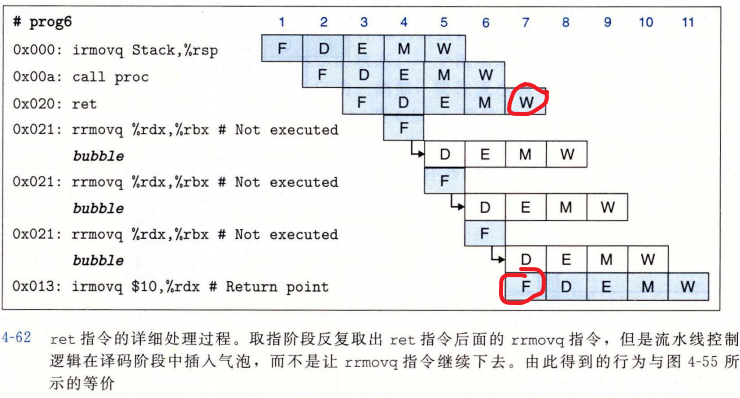 # prog6 1 2 3 4 5 6 7 8 9 10 11
0x000: irmovq Stack,%rsp F D E M W
0x00a: call proc F D E M W
0x020: ret F D E M W
0x021: rrmovq %rdx,%rbx # Not executed F
bubble D E M W
0x021: rrmovq %rdx,%rbx # Not executed F
bubble D E M W
0x021: rrmovq %rdx,%rbx # Not executed F
bubble D E M W
0x013: irmovq $10,%rdx # Return point F D E M W
4-62 ret 指令的详细处理过程。取指阶段反复取出 ret 指令后面的 rrmovq 指令，但是流水线控制
逻辑在译码阶段中插入气泡，而不是让 rrmovq 指令继续下去。由此得到的行为与图 4-55 所
示的等价